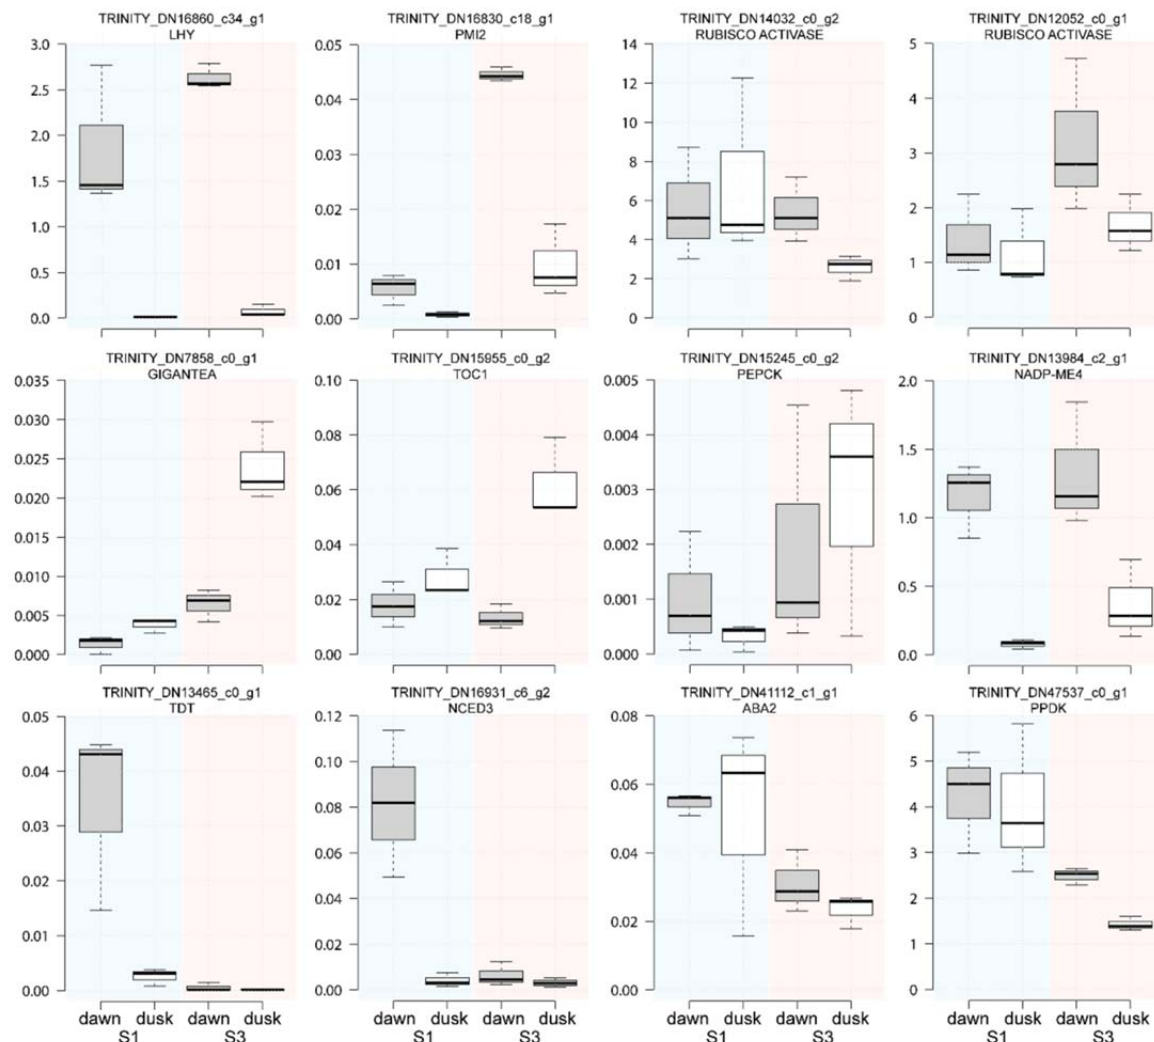 TRINITY_DN16860_c34_g1
LHY
3.0
2.5
2.0
1.5
1.0
0.5
0.0
TRINITY_DN16830_c18_g1
PMI2
0.05
0.04
0.03
0.02
0.01
0.00
TRINITY_DN14032_c0_g2
RUBISCO ACTIVASE
14
12
10
8
6
4
2
0
TRINITY_DN12052_c0_g1
RUBISCO ACTIVASE
5
4
3
2
1
0
TRINITY_DN7858_c0_g1
GIGANTEA
0.035
0.030
0.025
0.020
0.015
0.010
0.005
0.000
TRINITY_DN15955_c0_g2
TOC1
0.10
0.08
0.06
0.04
0.02
0.00
TRINITY_DN15245_c0_g2
PEPCK
0.005
0.004
0.003
0.002
0.001
0.000
TRINITY_DN13984_c2_g1
NADP-ME4
2.0
1.5
1.0
0.5
0.0
TRINITY_DN13465_c0_g1
TDT
0.05
0.04
0.03
0.02
0.01
0.00
TRINITY_DN16931_c6_g2
NCED3
0.12
0.10
0.08
0.06
0.04
0.02
0.00
TRINITY_DN41112_c1_g1
ABA2
0.08
0.06
0.04
0.02
0.00
TRINITY_DN47537_c0_g1
PPDK
6
5
4
3
2
1
0
dawn dusk dawn dusk
S1 S3
dawn dusk dawn dusk
S1 S3
dawn dusk dawn dusk
S1 S3
dawn dusk dawn dusk
S1 S3